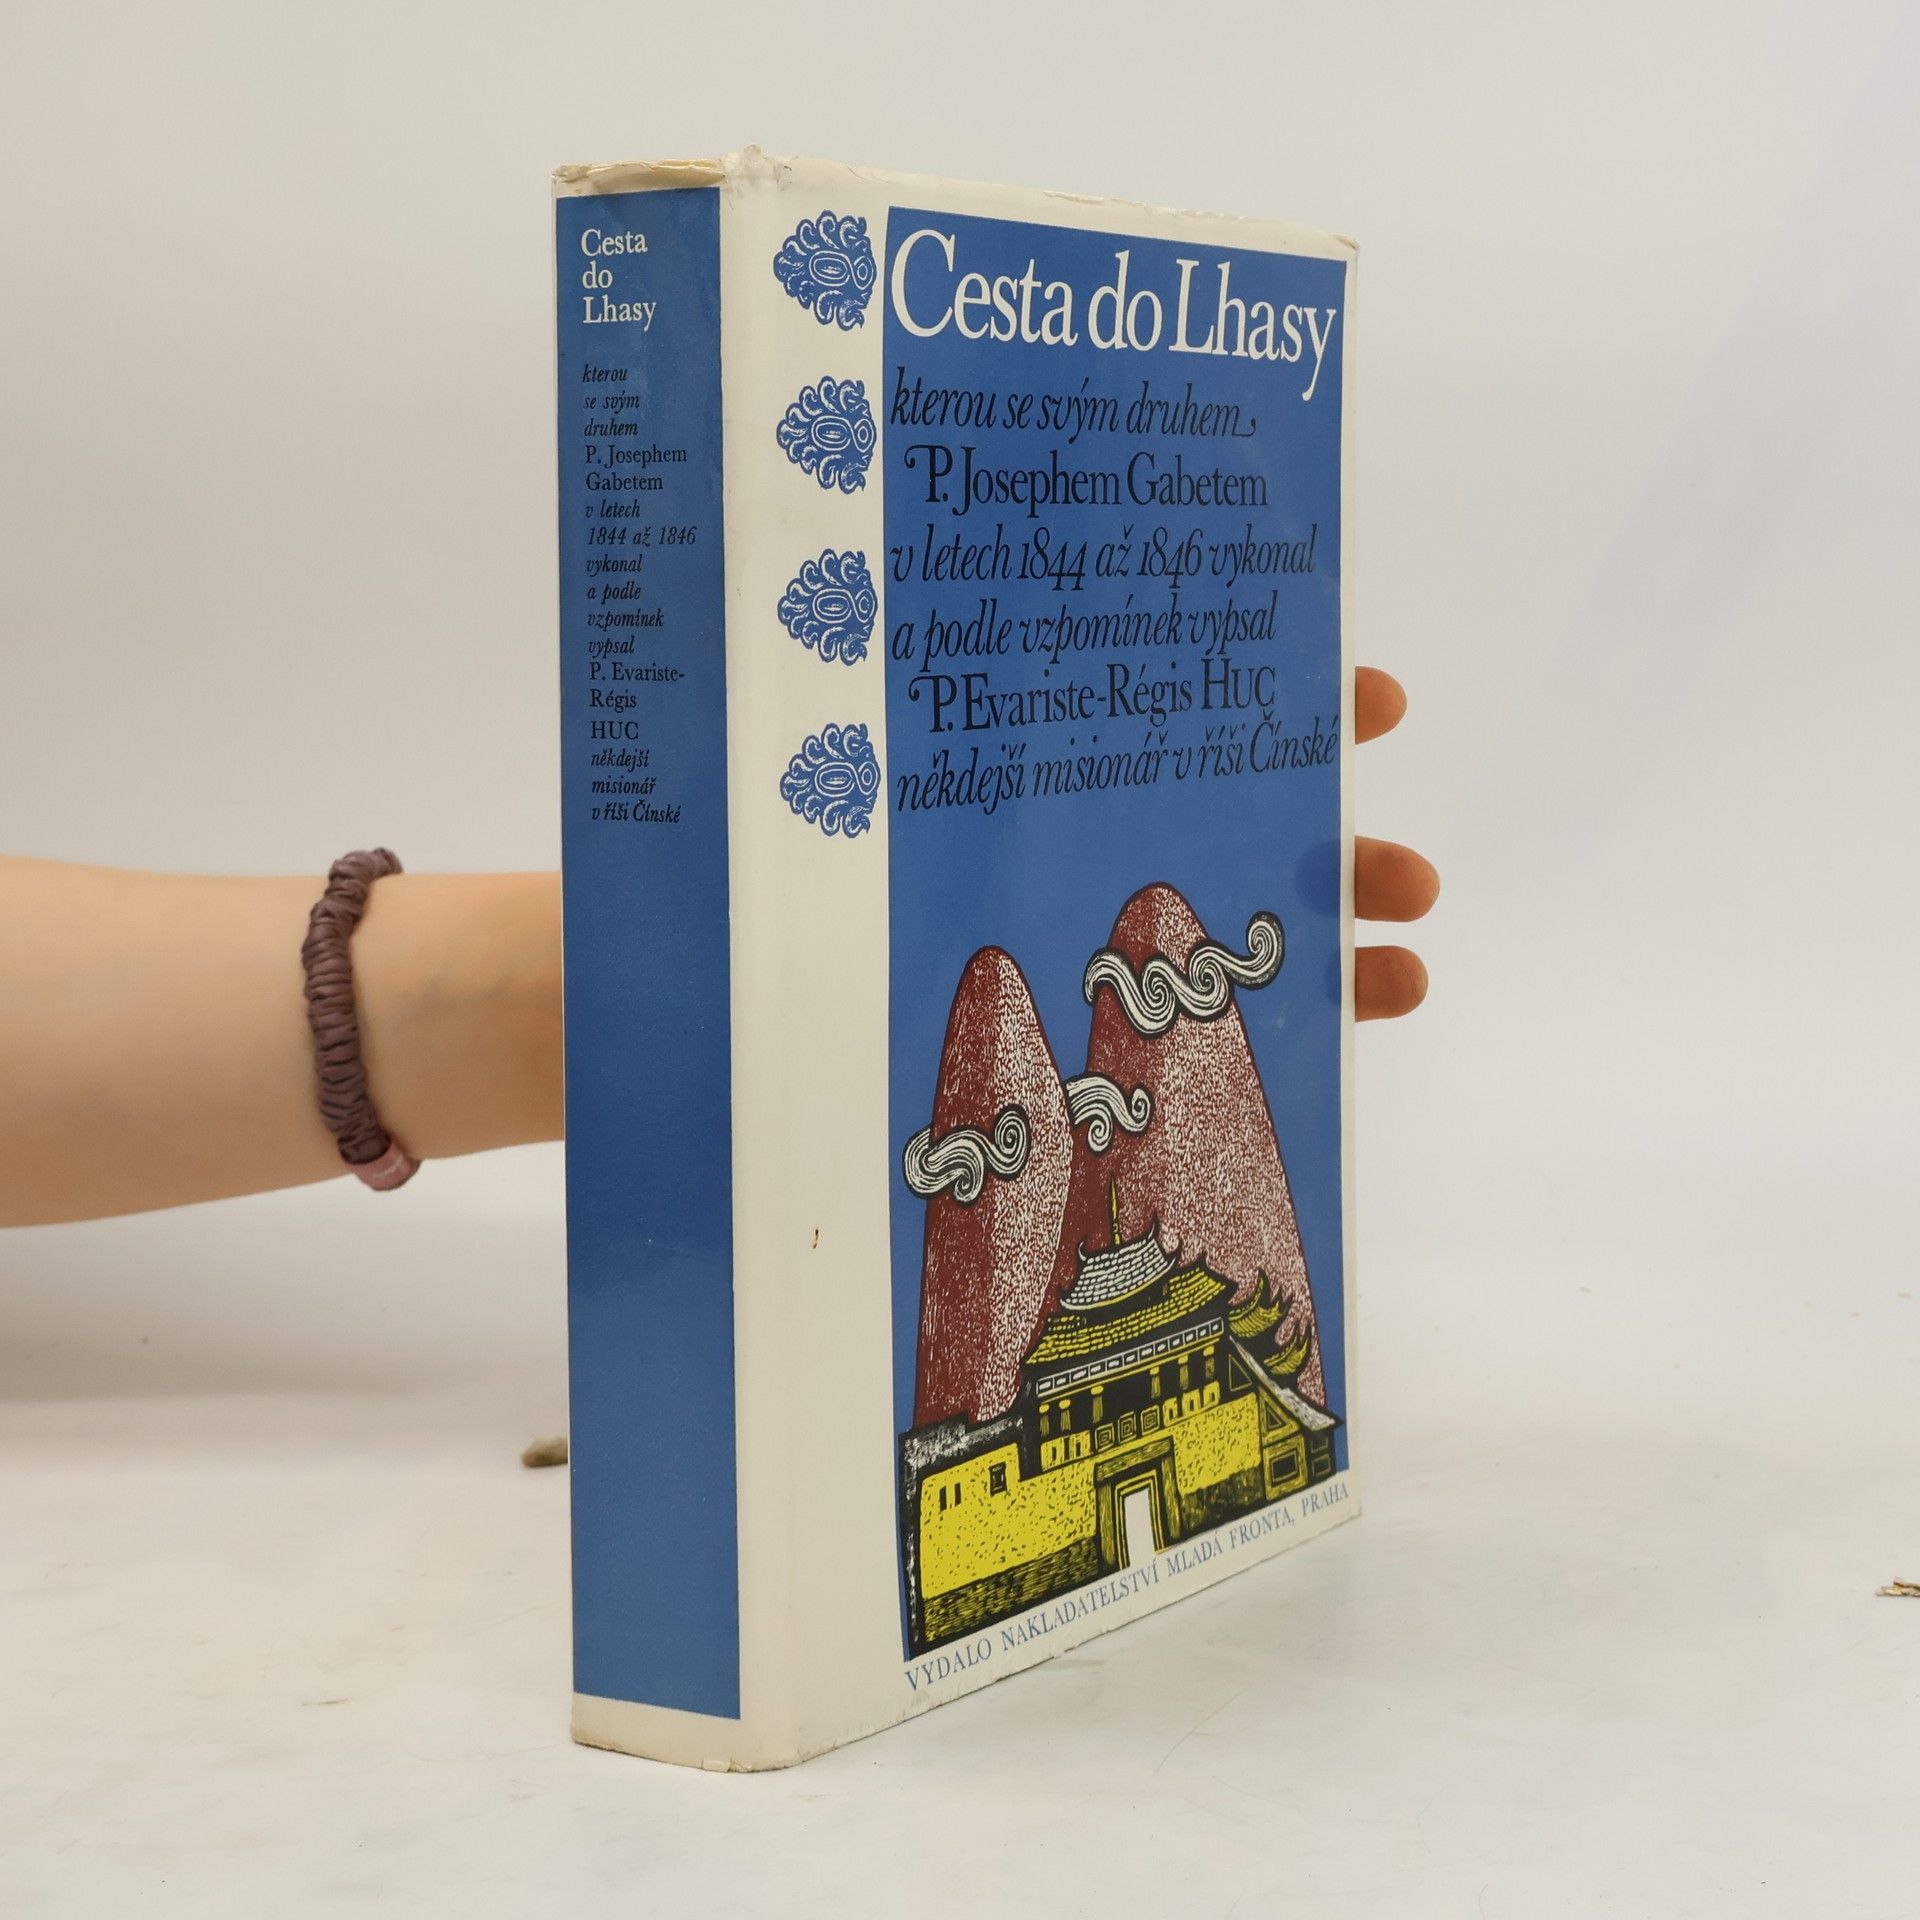 Cesta
do
Lhasy
kterou
se svým
druhem
P. Josephem
Gabetem
v letech
1844 až 1846
vykonal
a podle
vzpomínek
vypsal
P. Evariste-
Régis
HUC
někdejší
misionář
v říši Čínské
Cesta do Lhasy
kterou se svým druhem
P. Josephem Gabetem
v letech 1844 až 1846 vykonal
a podle vzpomínek vypsal
P. Evariste-Régis HUC
někdejší misionář v říši Čínské
VYDALO NAKLADATELSTVÍ MLADÁ FRONTA, PRAHA